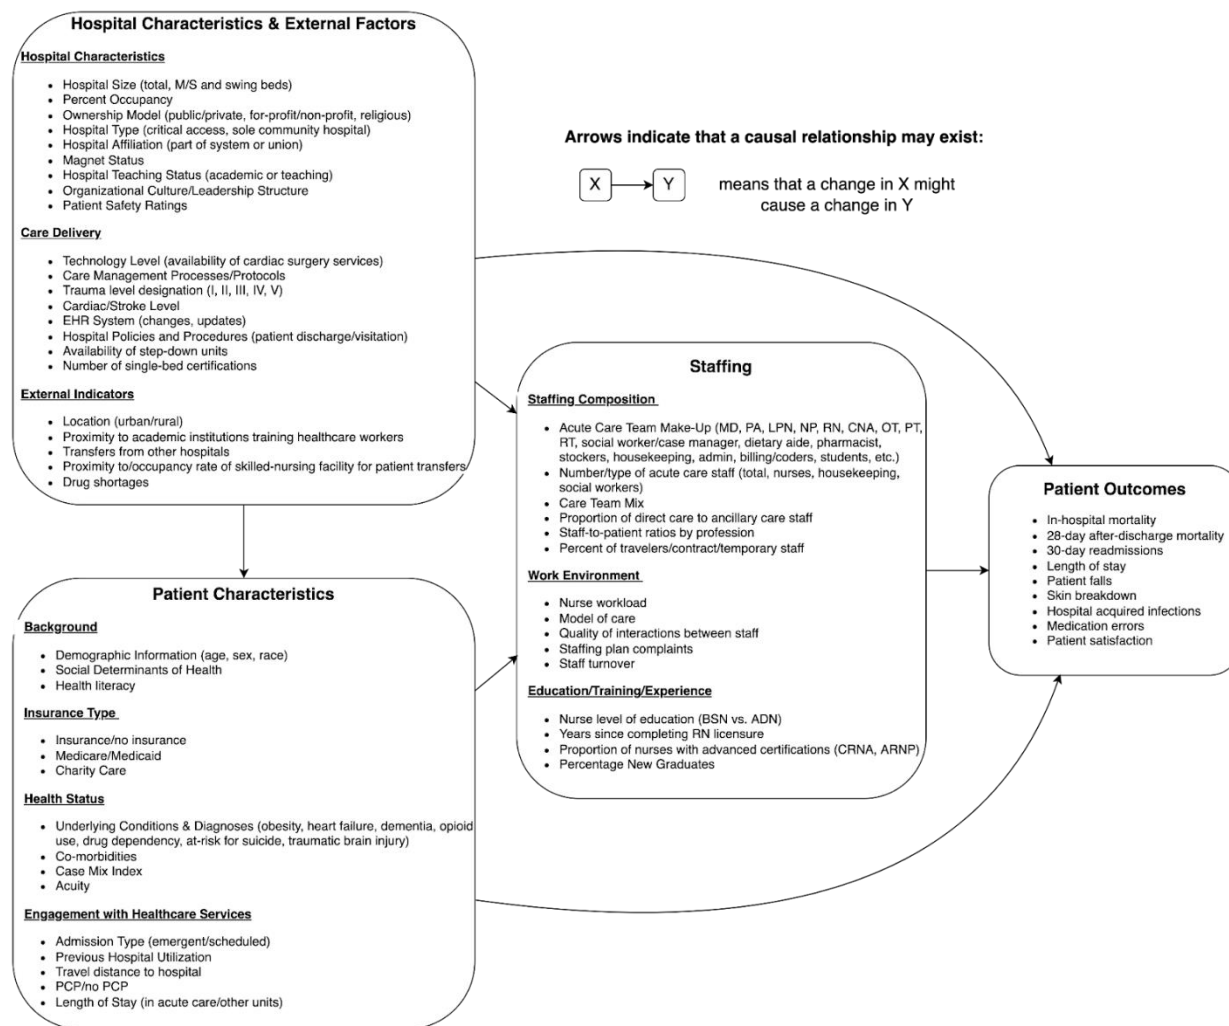 Hospital Characteristics & External Factors
Hospital Characteristics
• Hospital Size (total, M/S and swing beds)
• Percent Occupancy
• Ownership Model (public/private, for-profit/non-profit, religious)
• Hospital Type (critical access, sole community hospital)
• Hospital Affiliation (part of system or union)
• Magnet Status
• Hospital Teaching Status (academic or teaching)
• Organizational Culture/Leadership Structure
• Patient Safety Ratings
Care Delivery
• Technology Level (availability of cardiac surgery services)
• Care Management Processes/Protocols
• Trauma level designation (I, II, III, IV, V)
• Cardiac/Stroke Level
• EHR System (changes, updates)
• Hospital Policies and Procedures (patient discharge/visitation)
• Availability of step-down units
• Number of single-bed certifications
External Indicators
• Location (urban/rural)
• Proximity to academic institutions training healthcare workers
• Transfers from other hospitals
• Proximity to/occupancy rate of skilled-nursing facility for patient transfers
• Drug shortages
Arrows indicate that a causal relationship may exist:
X Y means that a change in X might
cause a change in Y
Patient Characteristics
Background
• Demographic Information (age, sex, race)
• Social Determinants of Health
• Health literacy
Insurance Type
• Insurance/no insurance
• Medicare/Medicaid
• Charity Care
Health Status
• Underlying Conditions & Diagnoses (obesity, heart failure, dementia, opioid
use, drug dependency, at-risk for suicide, traumatic brain injury)
• Co-morbidities
• Case Mix Index
• Acuity
Engagement with Healthcare Services
• Admission Type (emergent/scheduled)
• Previous Hospital Utilization
• Travel distance to hospital
• PCP/no PCP
• Length of Stay (in acute care/other units)
Staffing
Staffing Composition
• Acute Care Team Make-Up (MD, PA, LPN, NP, RN, CNA, OT, PT,
RT, social worker/case manager, dietary aide, pharmacist,
stockers, housekeeping, admin, billing/coders, students, etc.)
• Number/type of acute care staff (total, nurses, housekeeping,
social workers)
• Care Team Mix
• Proportion of direct care to ancillary care staff
• Staff-to-patient ratios by profession
• Percent of travelers/contract/temporary staff
Work Environment
• Nurse workload
• Model of care
• Quality of interactions between staff
• Staffing plan complaints
• Staff turnover
Education/Training/Experience
• Nurse level of education (BSN vs. ADN)
• Years since completing RN licensure
• Proportion of nurses with advanced certifications (CRNA, ARNP)
• Percentage New Graduates
Patient Outcomes
• In-hospital mortality
• 28-day after-discharge mortality
• 30-day readmissions
• Length of stay
• Patient falls
• Skin breakdown
• Hospital acquired infections
• Medication errors
• Patient satisfaction